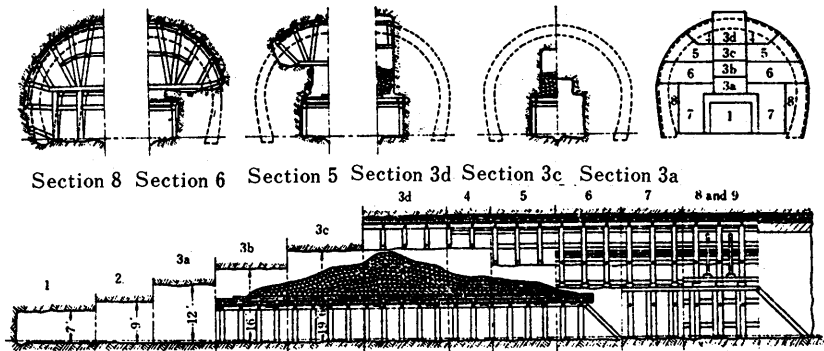 3d
5 3c 5
6 3b 6
3a
8 7 1 7 8
Section 8 Section 6 Section 5 Section 3d Section 3c Section 3a
3d 4 5 6 7 8 and 9
3c
3b
3a
1 2
7' 9 12 16 19